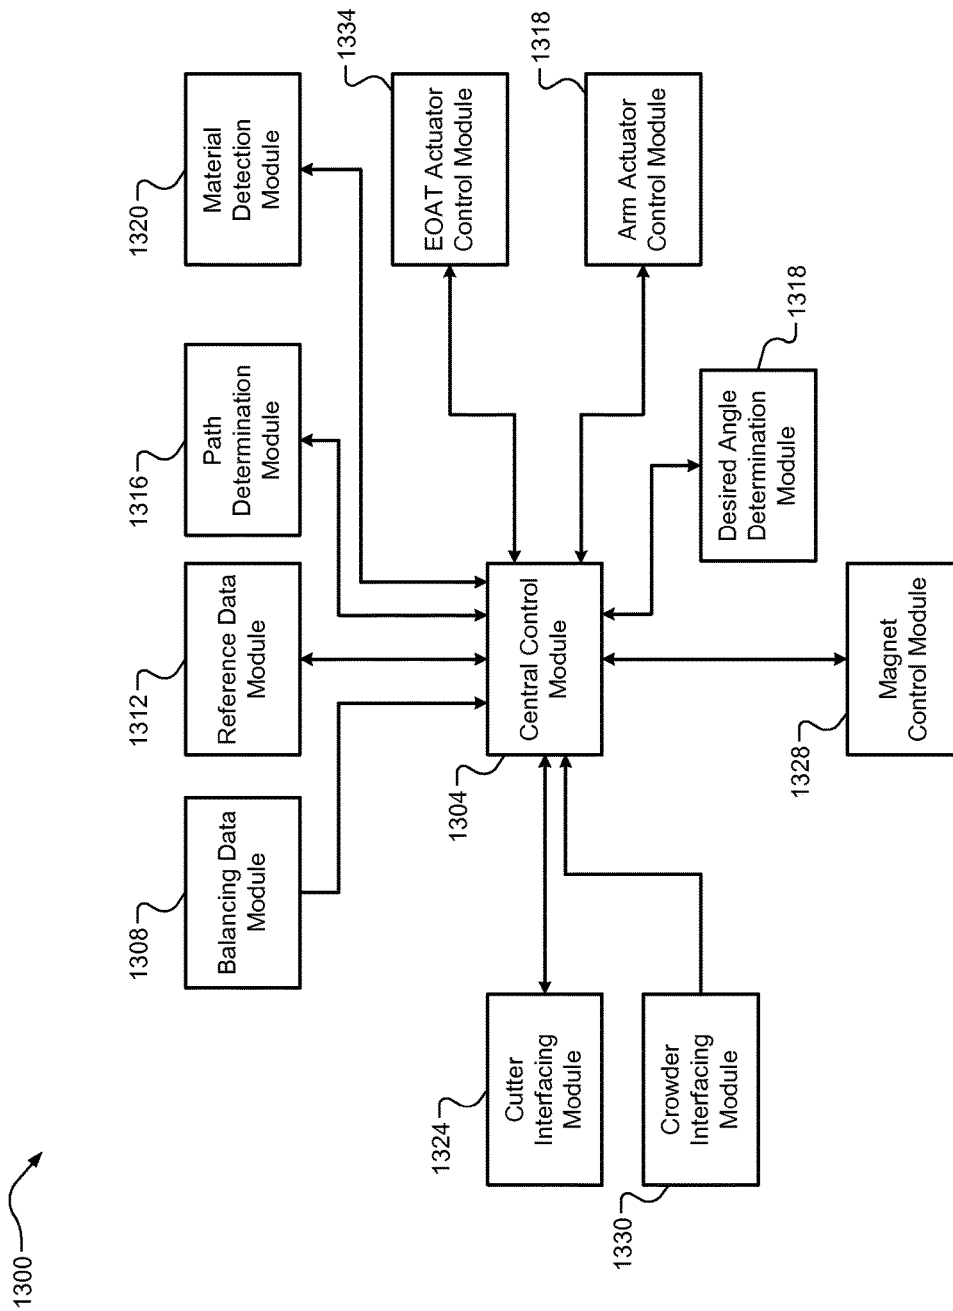 1300
1308
Balancing Data
Module
1312
Reference Data
Module
1316
Path
Determination
Module
1320
Material
Detection
Module
1334
EOAT Actuator
Control Module
1318
Arm Actuator
Control Module
1304
Central Control
Module
1318
Desired Angle
Determination
Module
1324
Cutter
Interfacing
Module
1330
Crowder
Interfacing
Module
1328
Magnet
Control Module